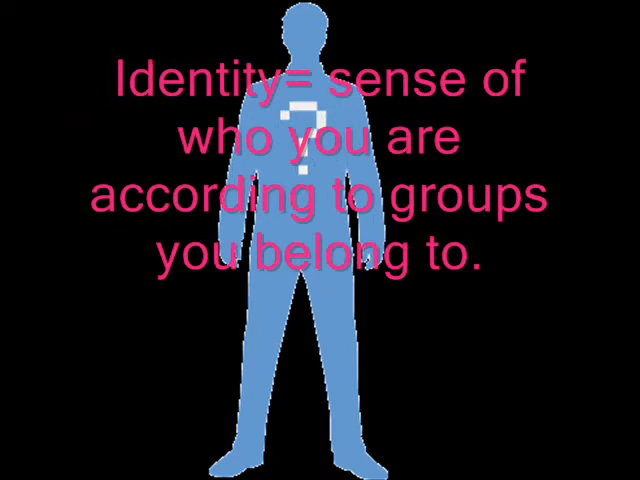 Identity= sense of
who you are
according to groups
you belong to.
?